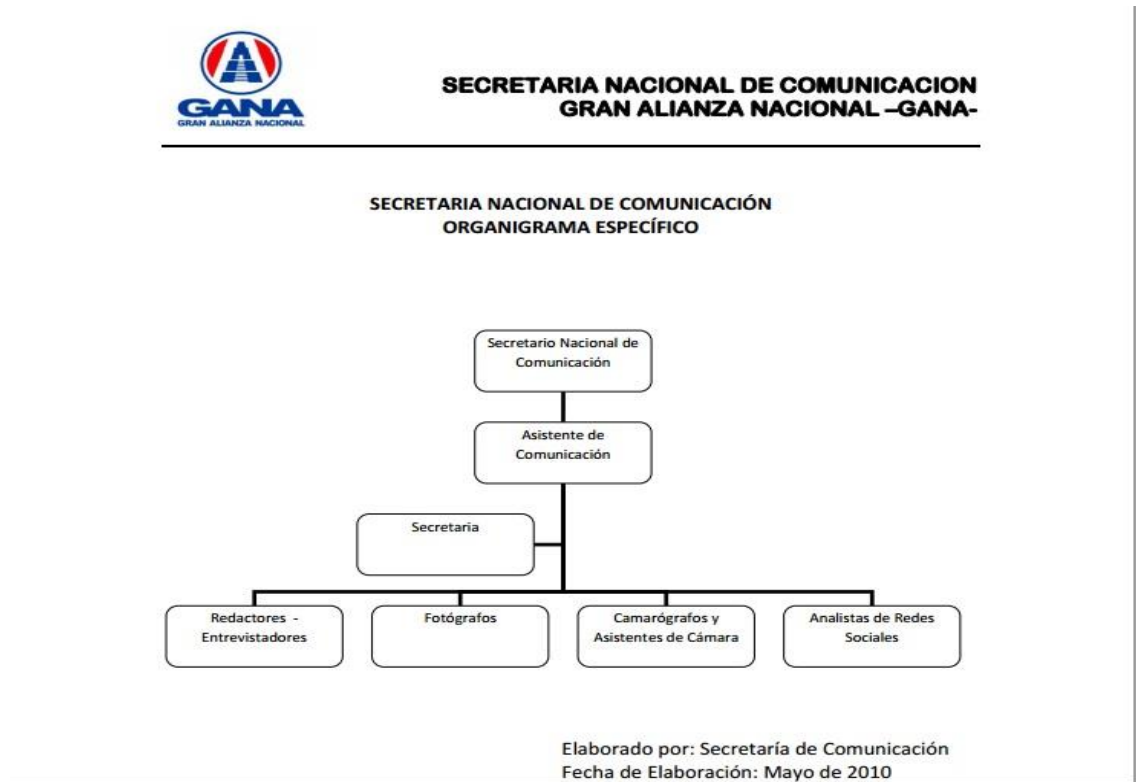 GANA
GRAN ALIANZA NACIONAL
SECRETARIA NACIONAL DE COMUNICACION
GRAN ALIANZA NACIONAL –GANA-
SECRETARIA NACIONAL DE COMUNICACIÓN
ORGANIGRAMA ESPECÍFICO
Secretario Nacional de
Comunicación
Asistente de
Comunicación
Secretaria
Redactores -
Entrevistadores
Fotógrafos
Camarógrafos y
Asistentes de Cámara
Analistas de Redes
Sociales
Elaborado por: Secretaría de Comunicación
Fecha de Elaboración: Mayo de 2010